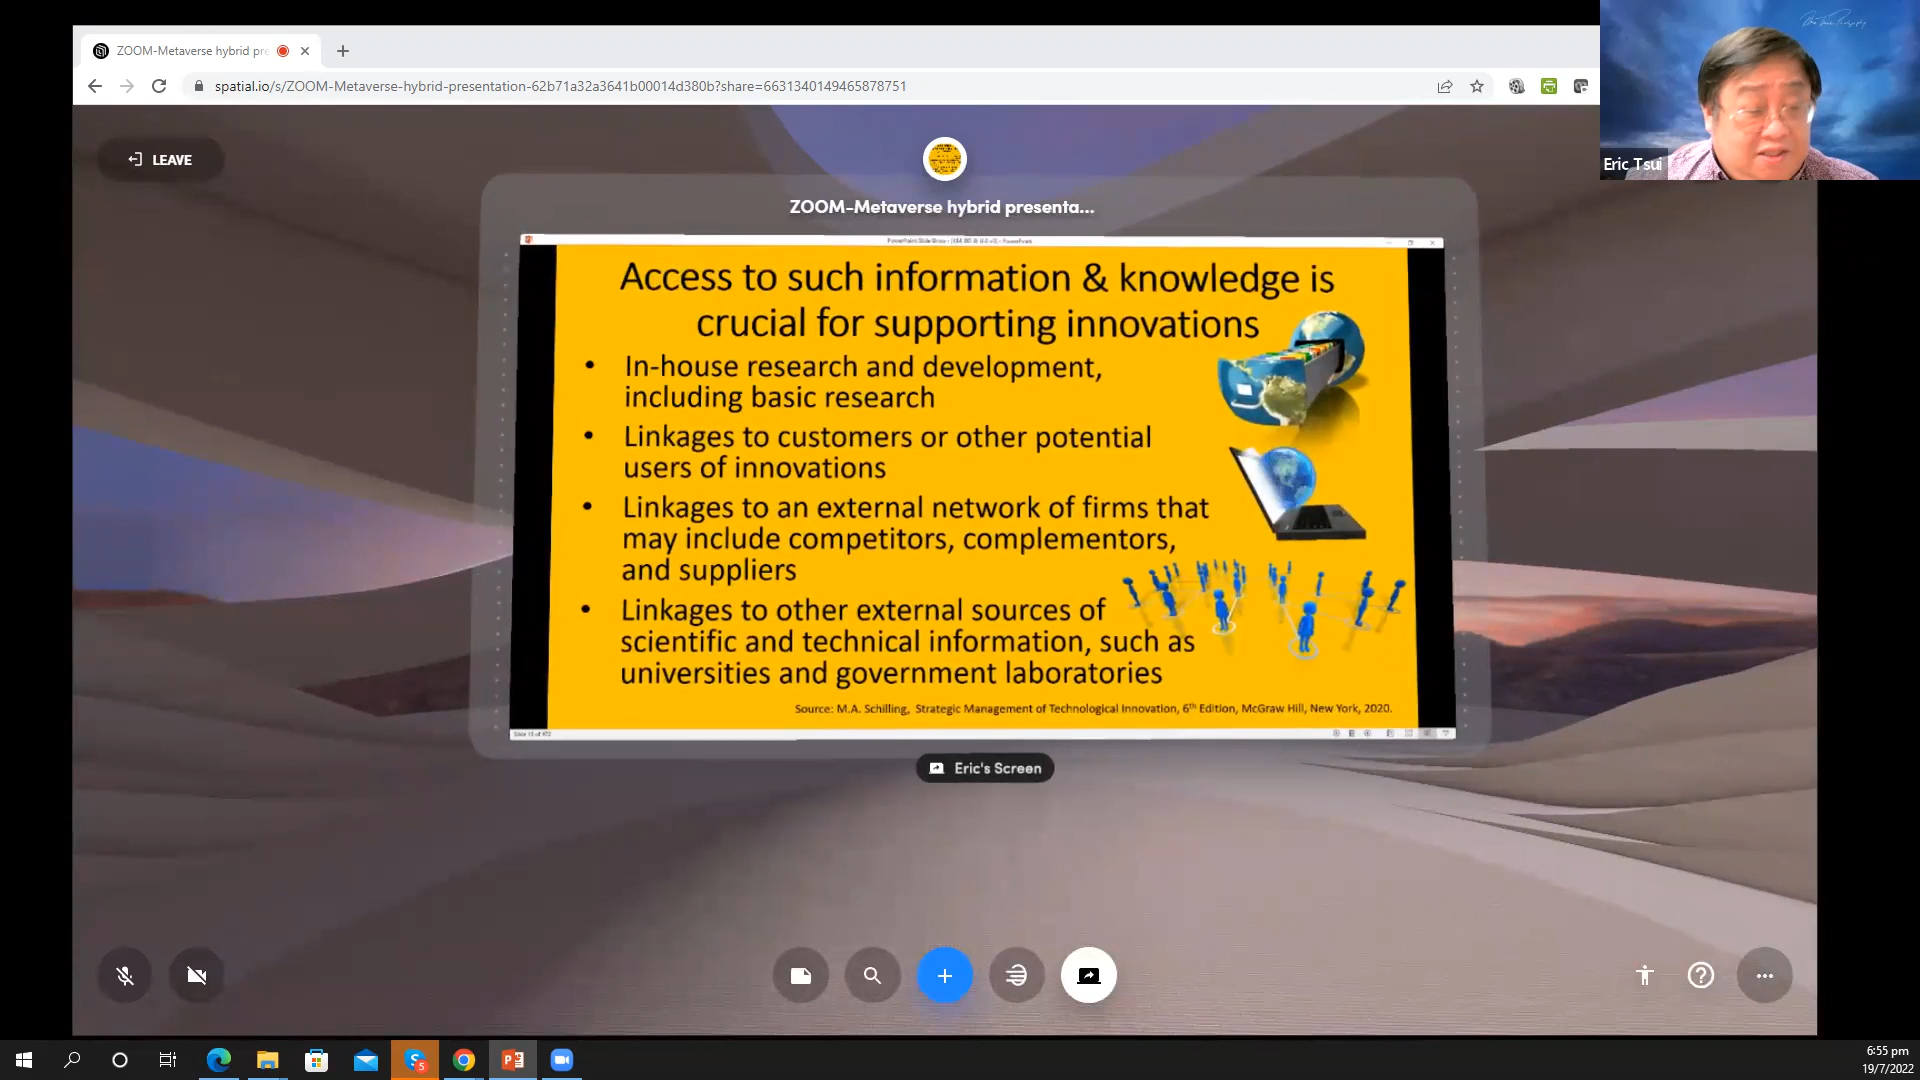 ZOOM-Metaverse hybrid pre
spatial.io/s/ZOOM-Metaverse-hybrid-presentation-62b71a32a3641b00014d380b?share=6631340149465878751
Eric Tsui
LEAVE
ZOOM-Metaverse hybrid presenta...
Access to such information & knowledge is
crucial for supporting innovations
• In-house research and development,
including basic research
• Linkages to customers or other potential
users of innovations
• Linkages to an external network of firms that
may include competitors, complementors,
and suppliers
• Linkages to other external sources of
scientific and technical information, such as
universities and government laboratories
Source: M.A. Schilling, Strategic Management of Technological Innovation, 6th Edition, McGraw Hill, New York, 2020.
Eric's Screen
6:55 pm
19/7/2022